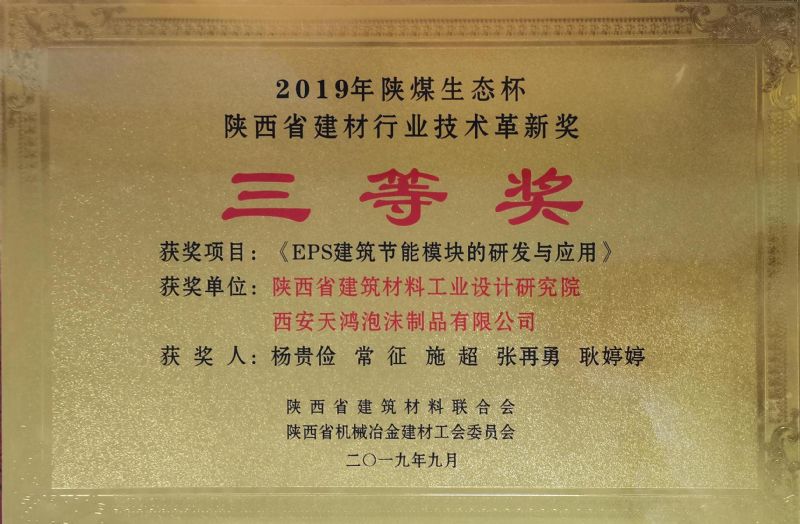 2019年陕煤生态杯
陕西省建材行业技术革新奖
三等奖
获奖项目：《EPS建筑节能模块的研发与应用》
获奖单位：陕西省建筑材料工业设计研究院
西安天鸿泡沫制品有限公司
获 奖 人：杨贵俭 常 征 施 超 张再勇 耿婷婷
陕西省建筑材料联合会
陕西省机械冶金建材工会委员会
二〇一九年九月